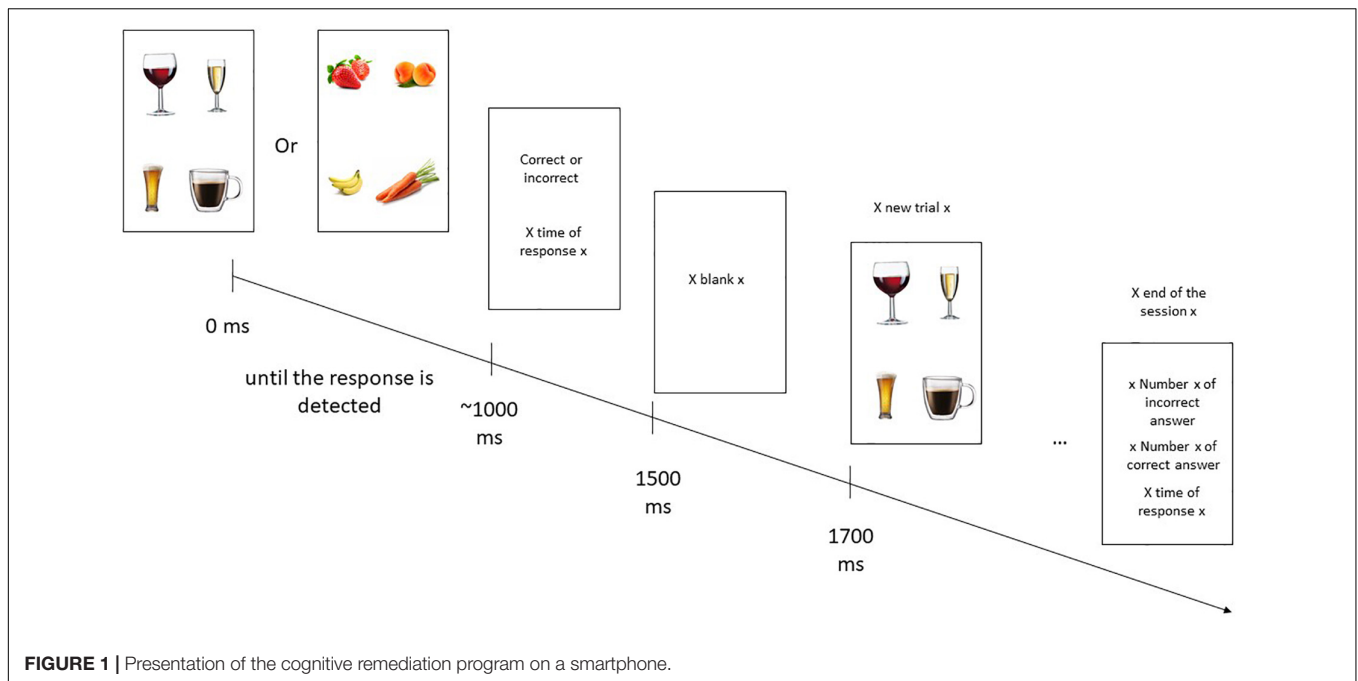 Or
Correct or
incorrect
X time of
response x
X blank x
X new trial x
X end of the
session x
x Number x of
incorrect
answer
x Number x of
correct answer
X time of
response x
...
0 ms
until the response is
detected
~1000
ms
1500
ms
1700
ms
FIGURE 1 | Presentation of the cognitive remediation program on a smartphone.